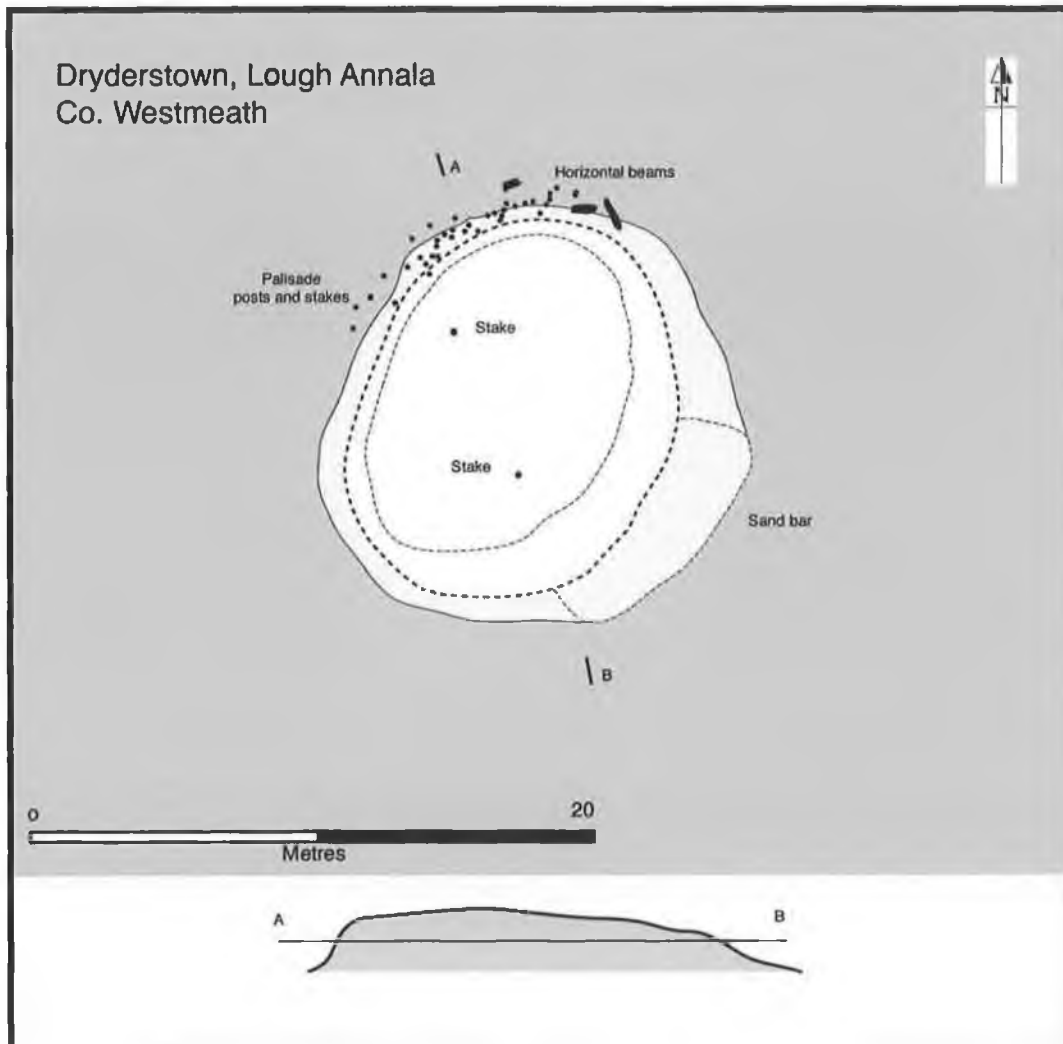 Dryderstown, Lough Annala
Co. Westmeath
N
A
Horizontal beams
Palisade
posts and stakes
Stake
Stake
Sand bar
B
0 20
Metres
A B